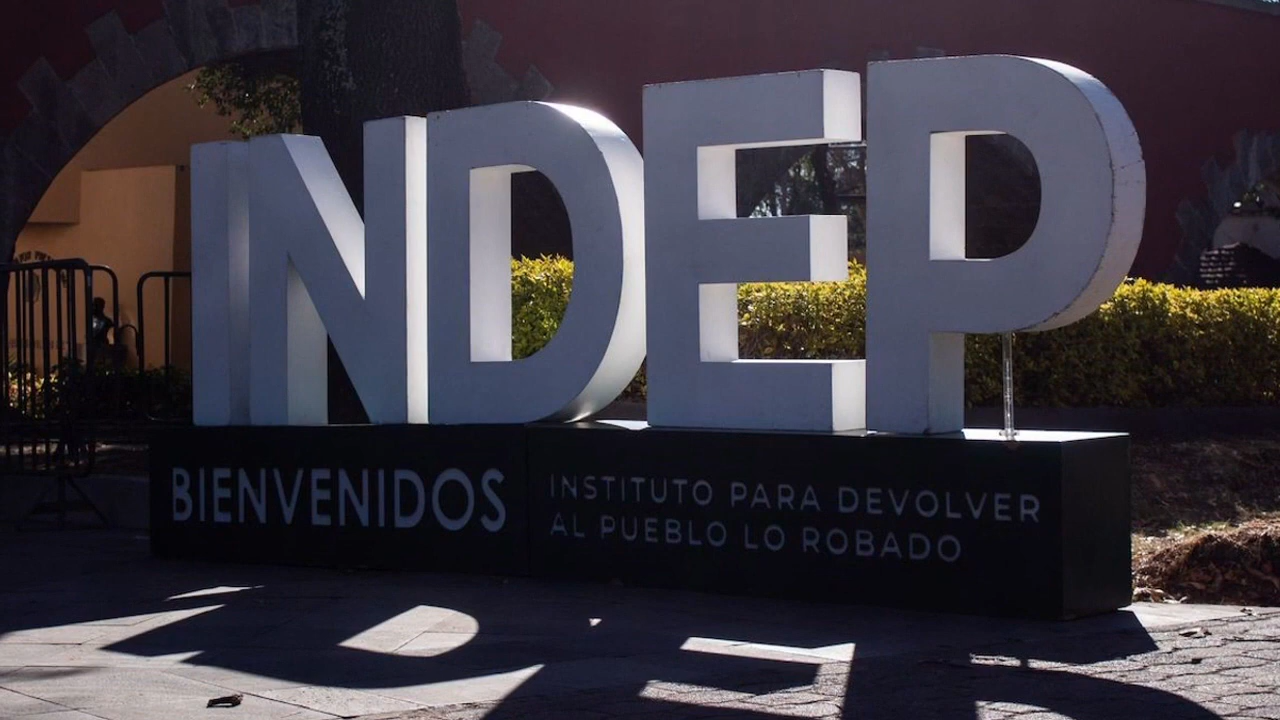 INDEP
BIENVENIDOS
INSTITUTO PARA DEVOLVER
AL PUEBLO LO ROBADO